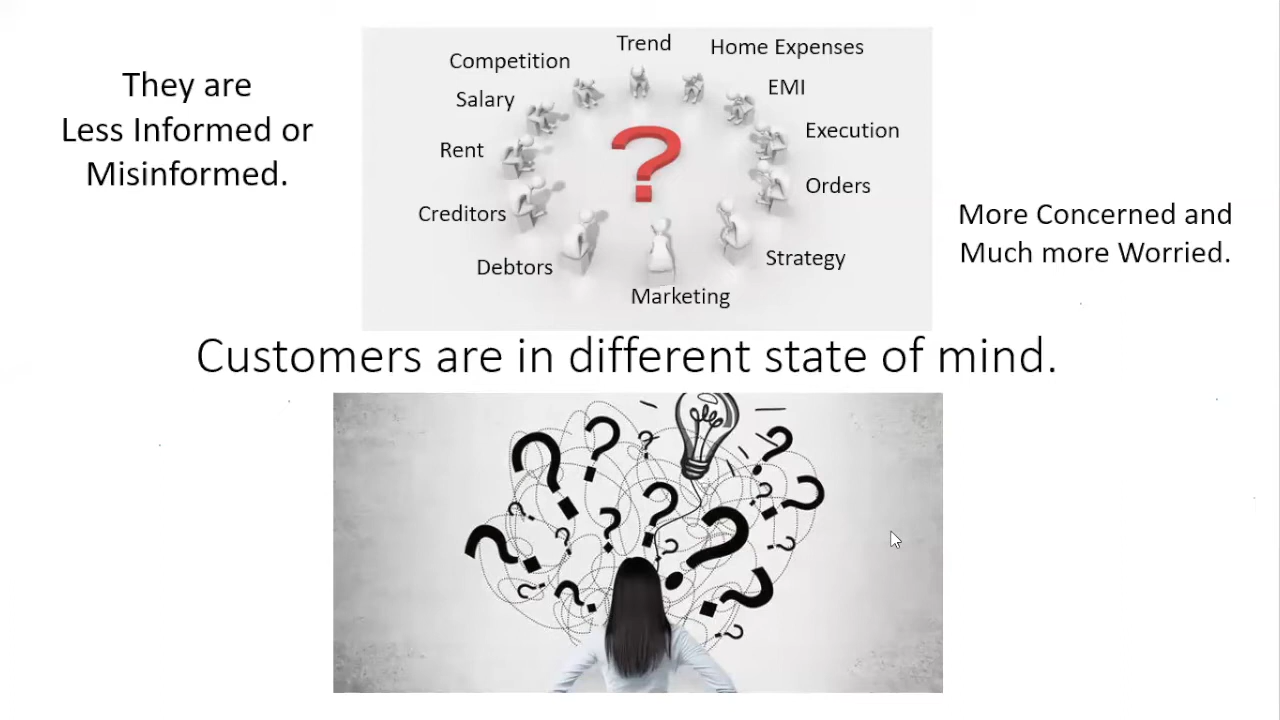 They are
Less Informed or
Misinformed.
Trend
Home Expenses
Competition
EMI
Salary
Execution
Rent
Orders
Creditors
Strategy
Debtors
Marketing
More Concerned and
Much more Worried.
Customers are in different state of mind.